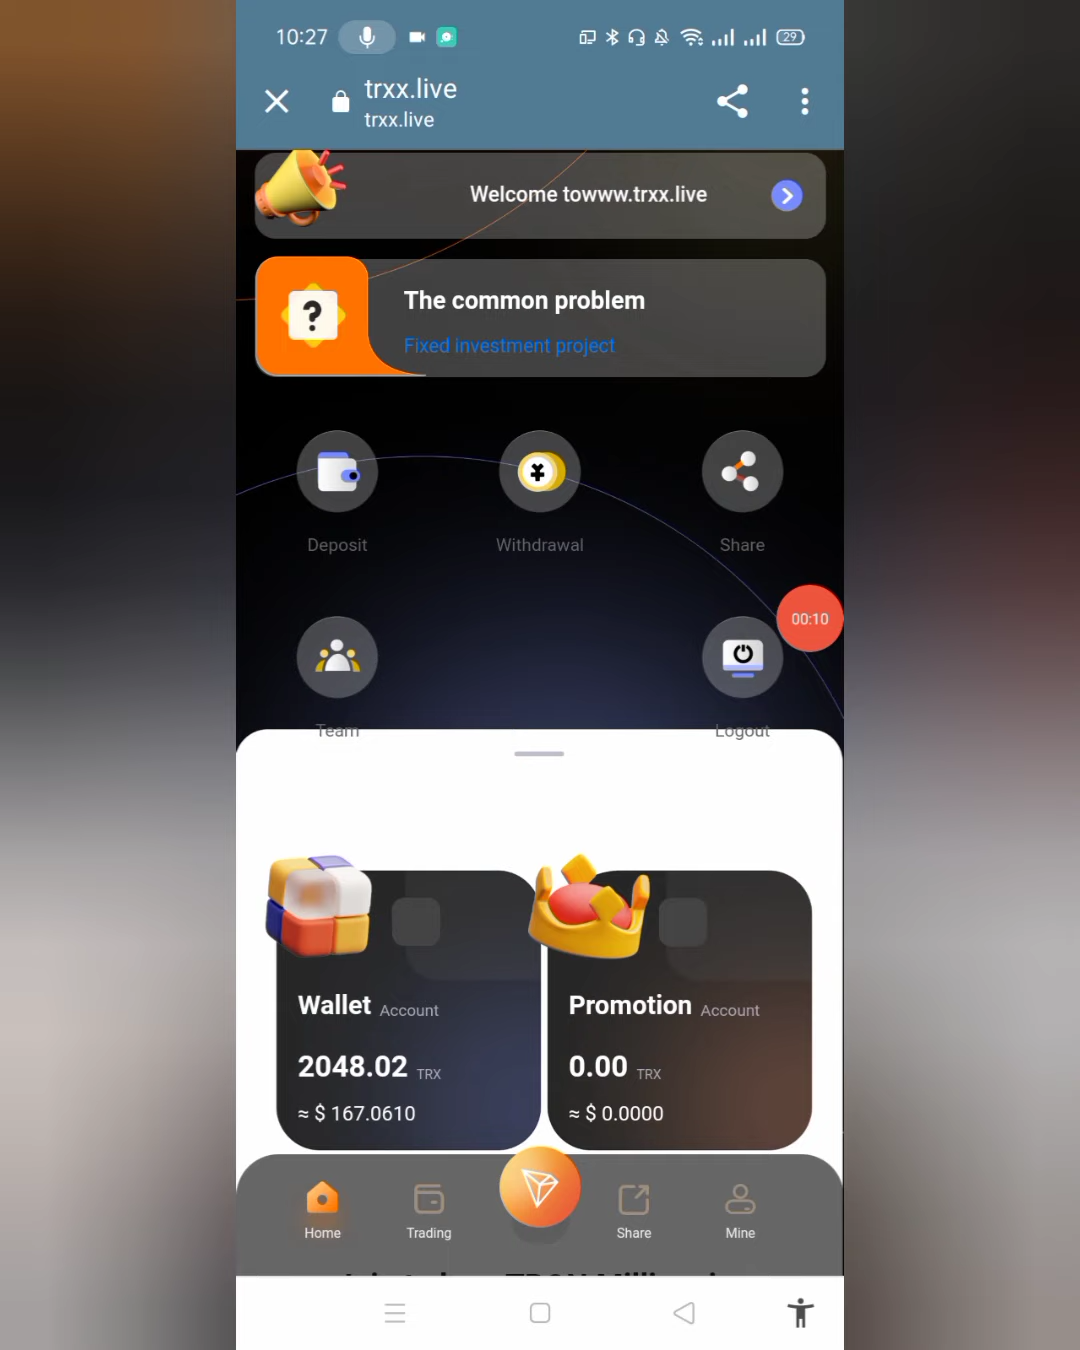 10:27
29
trxx.live
trxx.live
Welcome towww.trxx.live
?
The common problem
Fixed investment project
Deposit
Withdrawal
Share
00:10
Team
Logout
Wallet Account
Promotion Account
2048.02 TRX
0.00 TRX
≈ $ 167.0610
≈ $ 0.0000
Home
Trading
Share
Mine